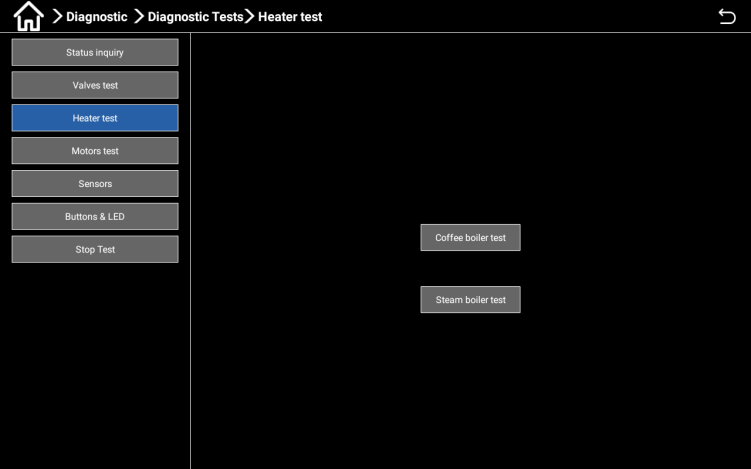 Diagnostic Diagnostic Tests Heater test
Status inquiry
Valves test
Heater test
Motors test
Sensors
Buttons & LED
Stop Test
Coffee boiler test
Steam boiler test